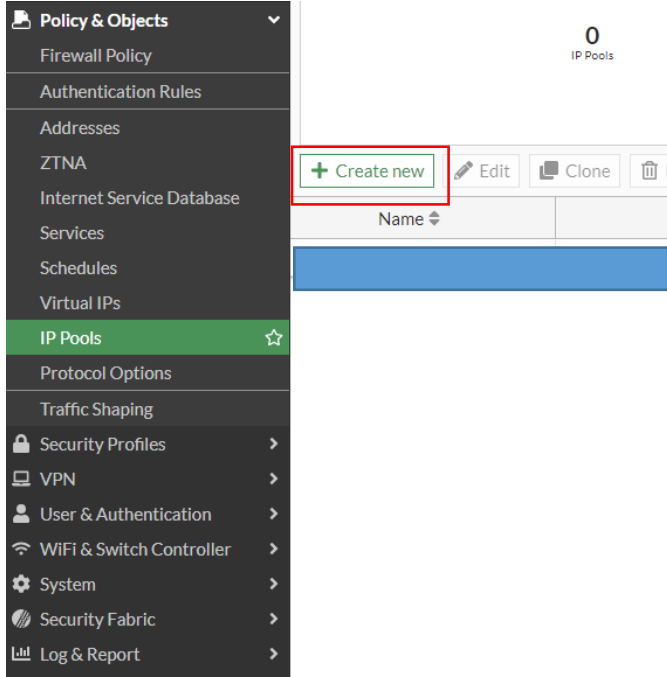 Policy & Objects
Firewall Policy
Authentication Rules
Addresses
ZTNA
Internet Service Database
Services
Schedules
Virtual IPs
IP Pools
Protocol Options
Traffic Shaping
Security Profiles
VPN
User & Authentication
WiFi & Switch Controller
System
Security Fabric
Log & Report
0
IP Pools
+ Create new Edit Clone
Name